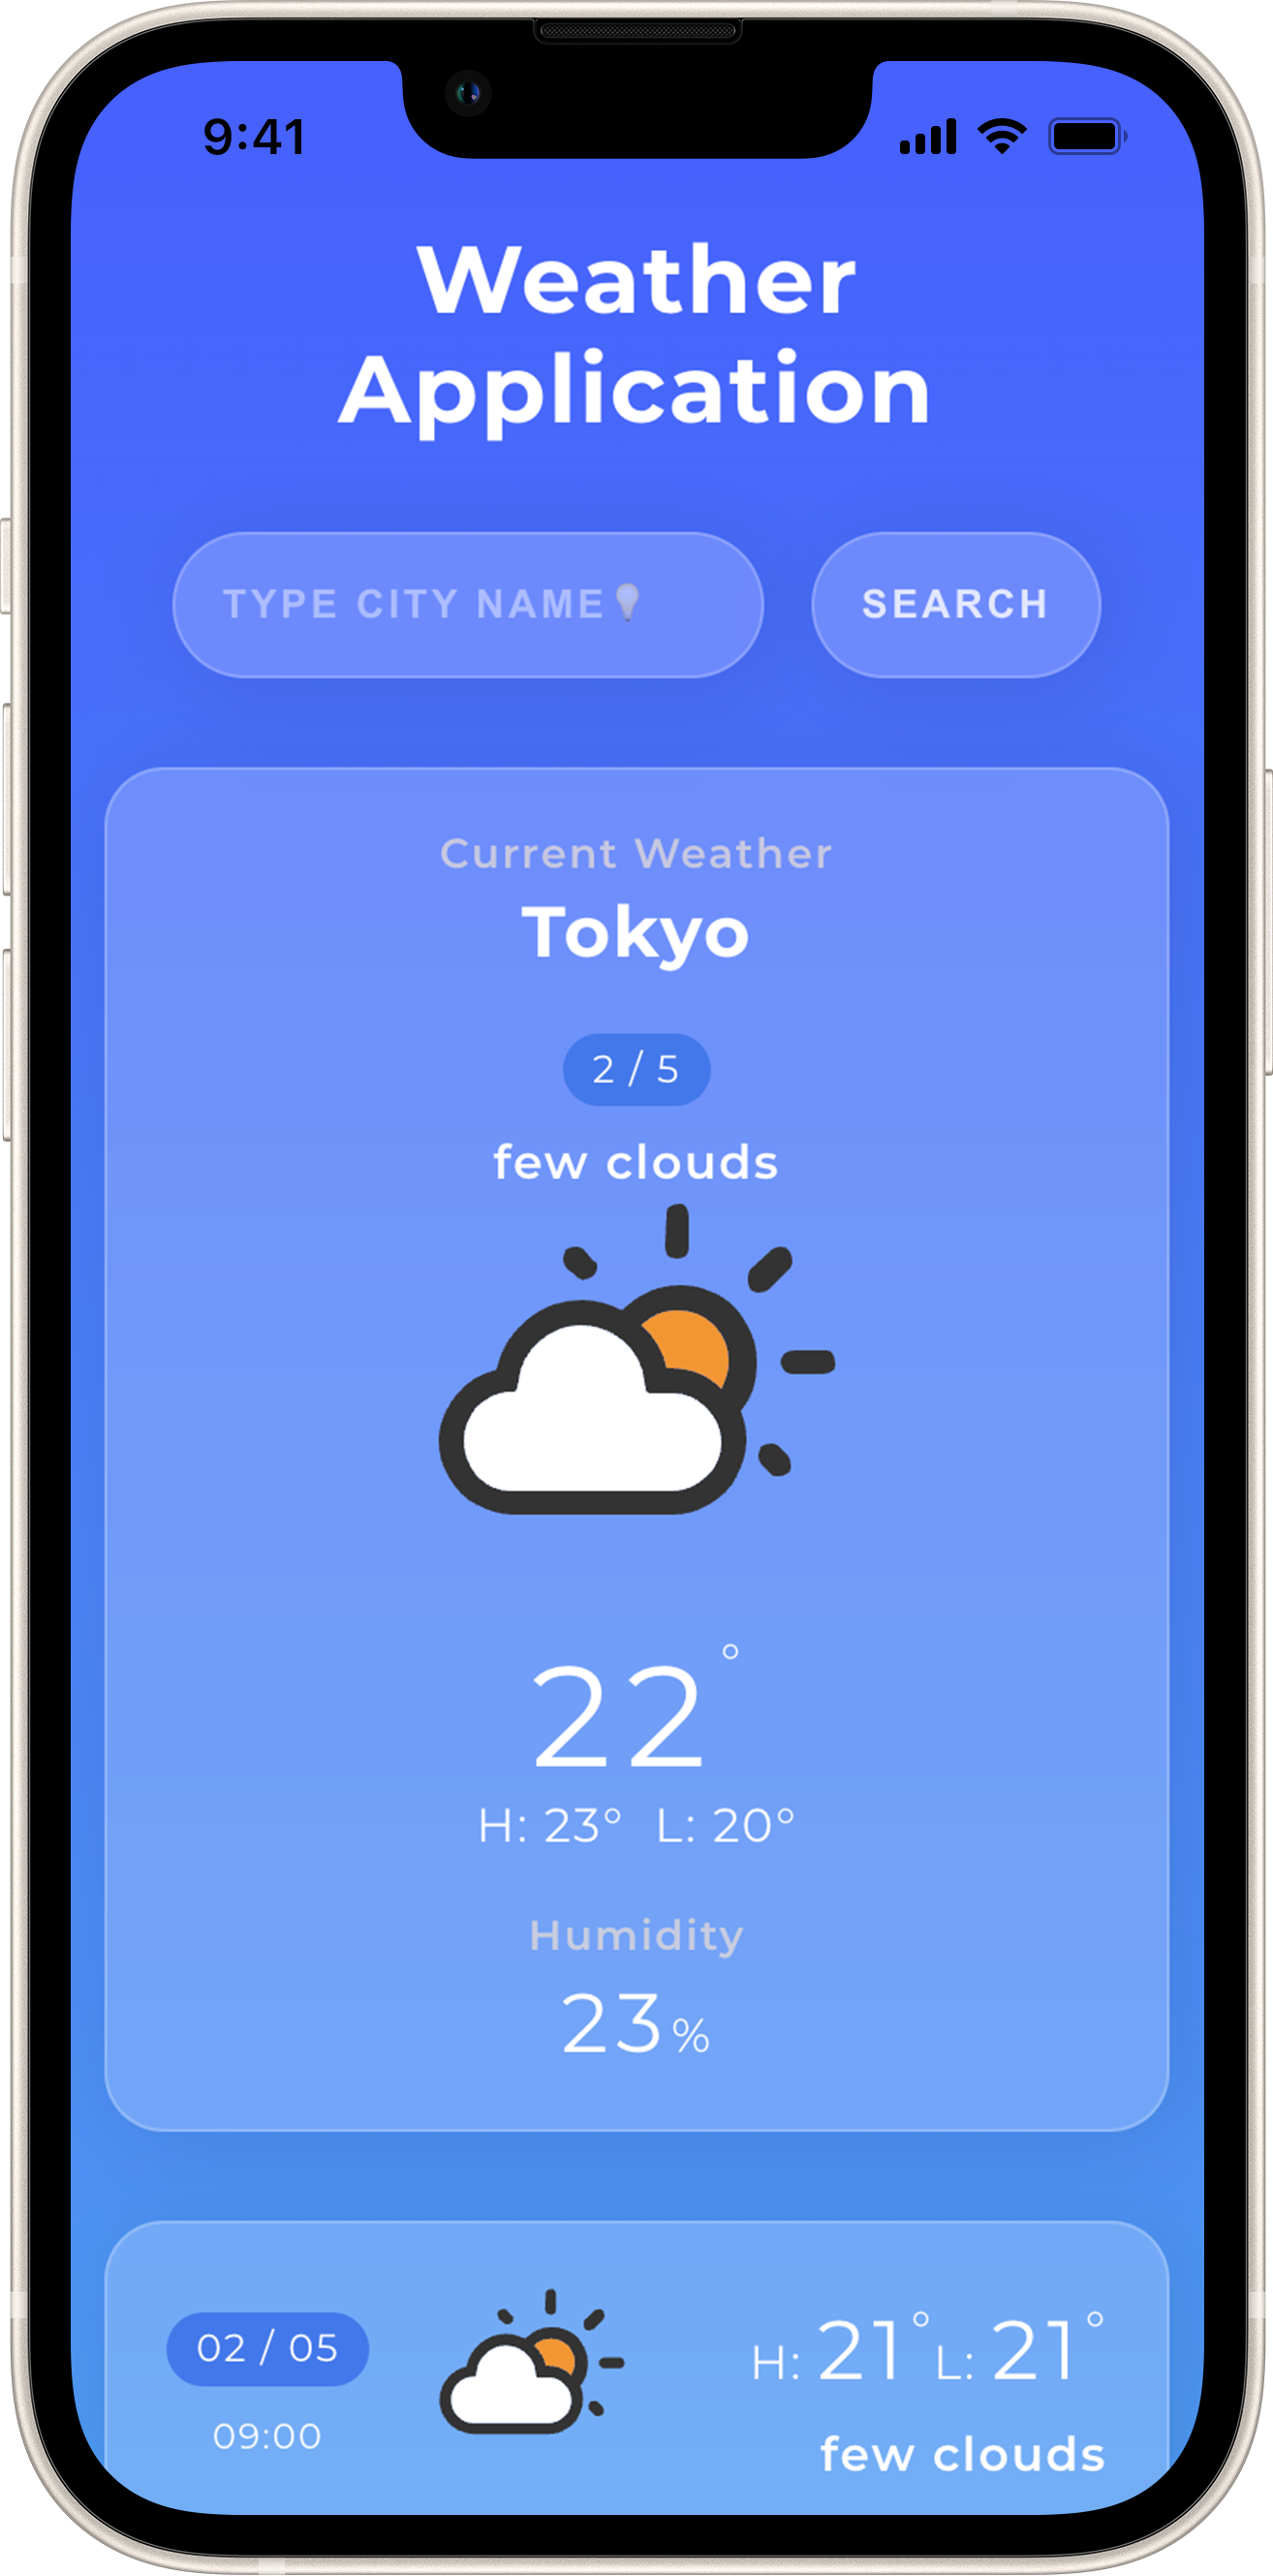 9:41
Weather
Application
TYPE CITY NAME💡
SEARCH
Current Weather
Tokyo
2 / 5
few clouds
22°
H: 23° L: 20°
Humidity
23%
02 / 05
H: 21° L: 21°
09:00
few clouds